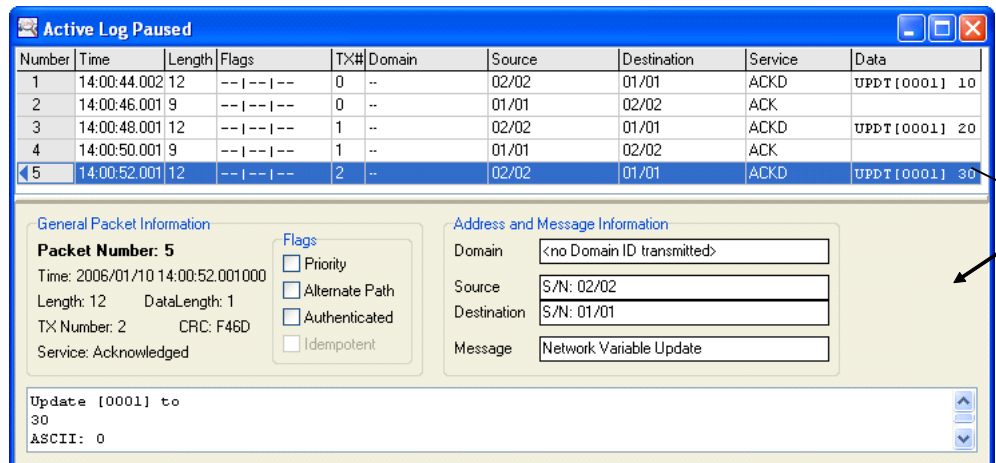 Active Log Paused
Number Time Length Flags TX# Domain Source Destination Service Data
1 14:00:44.002 12 --|--|-- 0 -- 02/02 01/01 ACKD UPDT[0001] 10
2 14:00:46.001 9 --|--|-- 0 -- 01/01 02/02 ACK
3 14:00:48.001 12 --|--|-- 1 -- 02/02 01/01 ACKD UPDT[0001] 20
4 14:00:50.001 9 --|--|-- 1 -- 01/01 02/02 ACK
5 14:00:52.001 12 --|--|-- 2 -- 02/02 01/01 ACKD UPDT[0001] 30
General Packet Information
Packet Number: 5
Time: 2006/01/10 14:00:52.001000
Length: 12 DataLength: 1
TX Number: 2 CRC: F46D
Service: Acknowledged
Flags
Priority
Alternate Path
Authenticated
Idempotent
Address and Message Information
Domain <no Domain ID transmitted>
Source S/N: 02/02
Destination S/N: 01/01
Message Network Variable Update
Update [0001] to
30
ASCII: 0